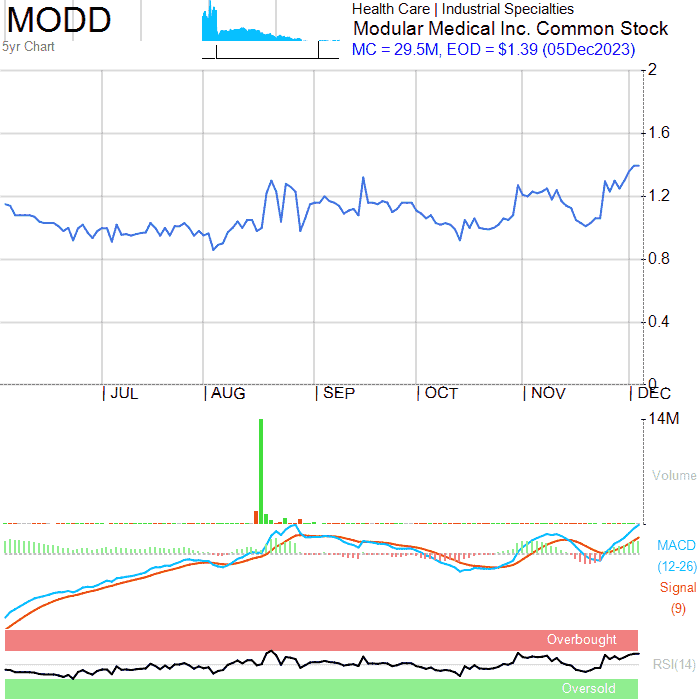 MODD
5yr Chart
Health Care | Industrial Specialties
Modular Medical Inc. Common Stock
MC = 29.5M, EOD = $1.39 (05Dec2023)
2
1.6
1.2
0.8
0.4
0
JUL AUG SEP OCT NOV DEC
14M
Volume
MACD
(12-26)
Signal
(9)
Overbought
RSI(14)
Oversold